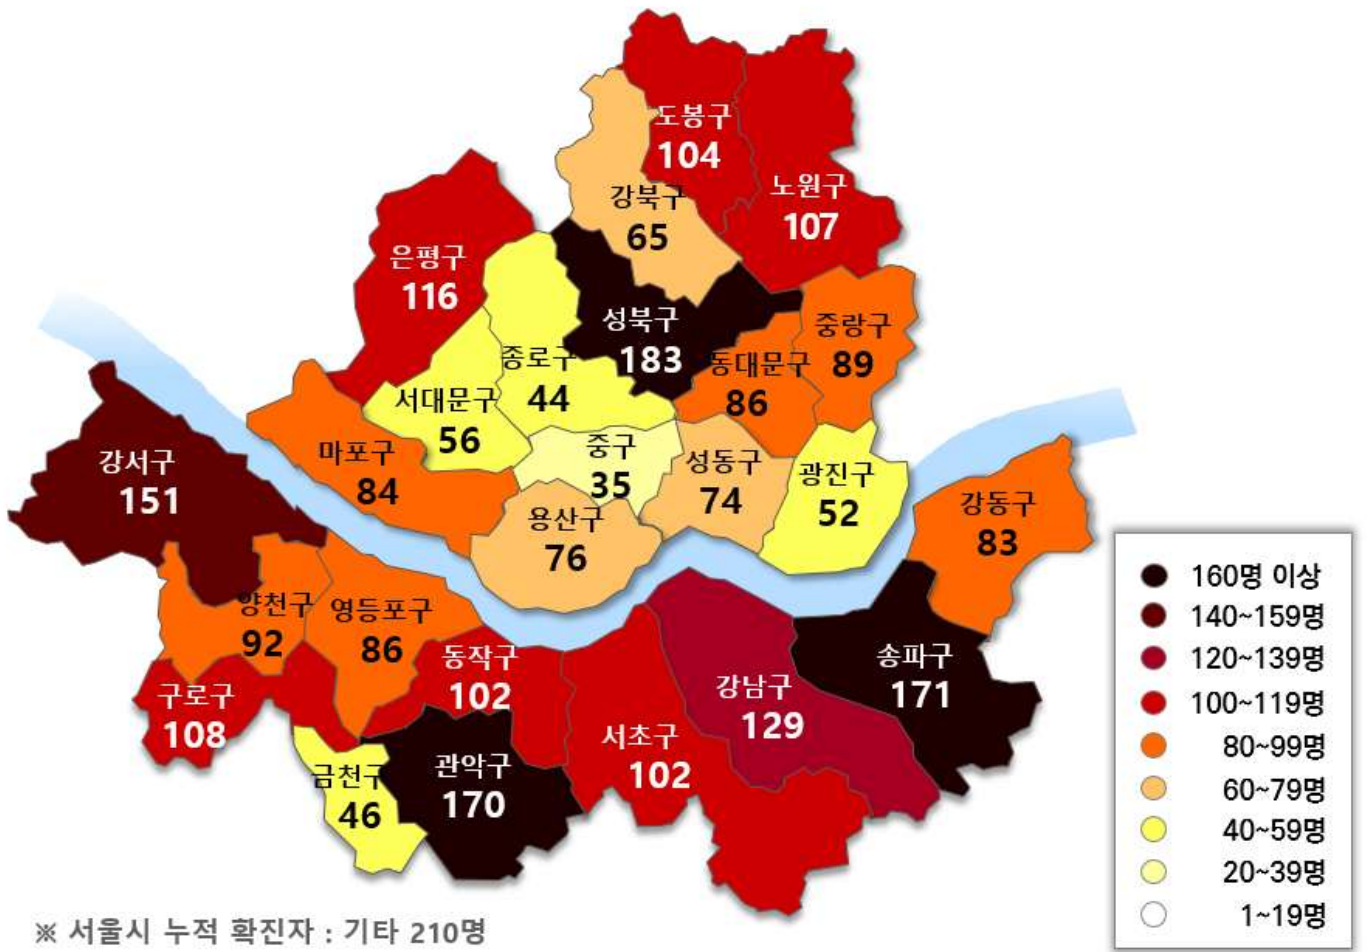 도봉구
104
노원구
107
강북구
65
은평구
116
성북구
183
중랑구
89
종로구
44
동대문구
86
서대문구
56
마포구
84
중구
35
성동구
74
광진구
52
강서구
151
용산구
76
강동구
83
양천구
92
영등포구
86
동작구
102
구로구
108
서초구
102
강남구
129
송파구
171
금천구
46
관악구
170
160명 이상
140~159명
120~139명
100~119명
80~99명
60~79명
40~59명
20~39명
1~19명
※ 서울시 누적 확진자 : 기타 210명